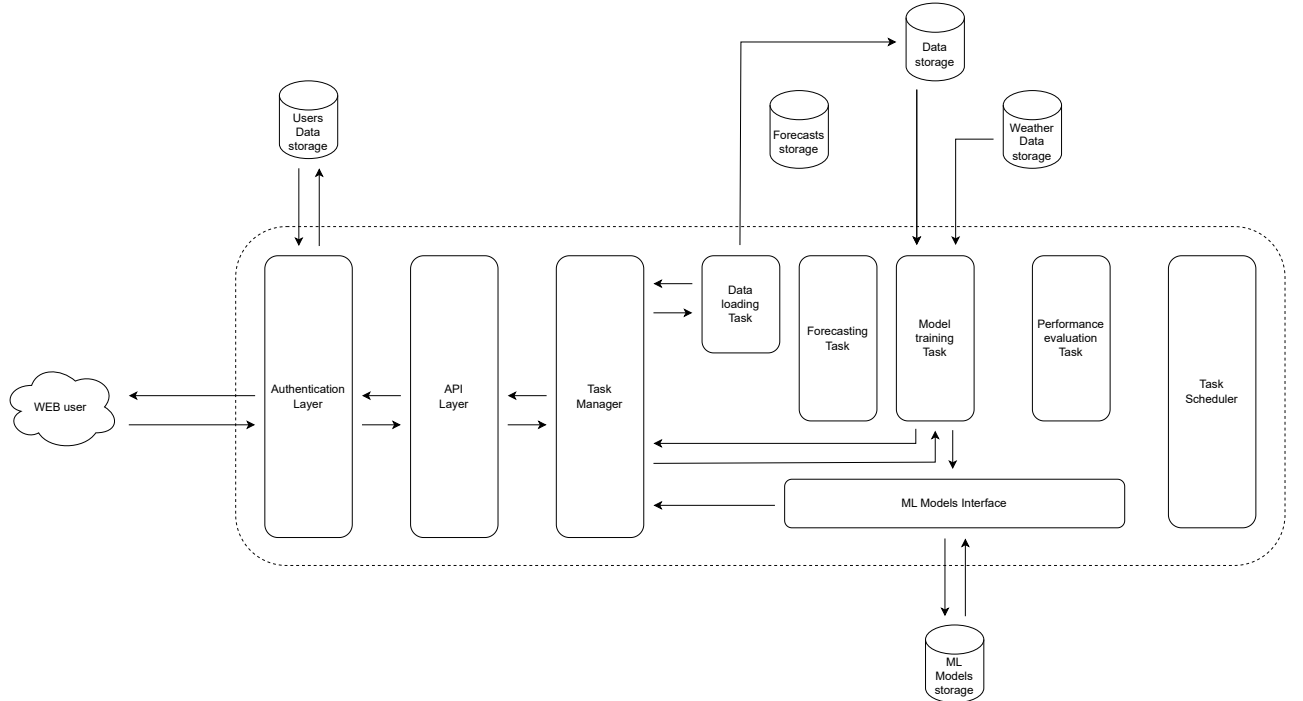 Data
storage
Users
Data
storage
Forecasts
storage
Weather
Data
storage
WEB user
Authentication
Layer
API
Layer
Task
Manager
Data
loading
Task
Forecasting
Task
Model
training
Task
Performance
evaluation
Task
Task
Scheduler
ML Models Interface
ML
Models
storage